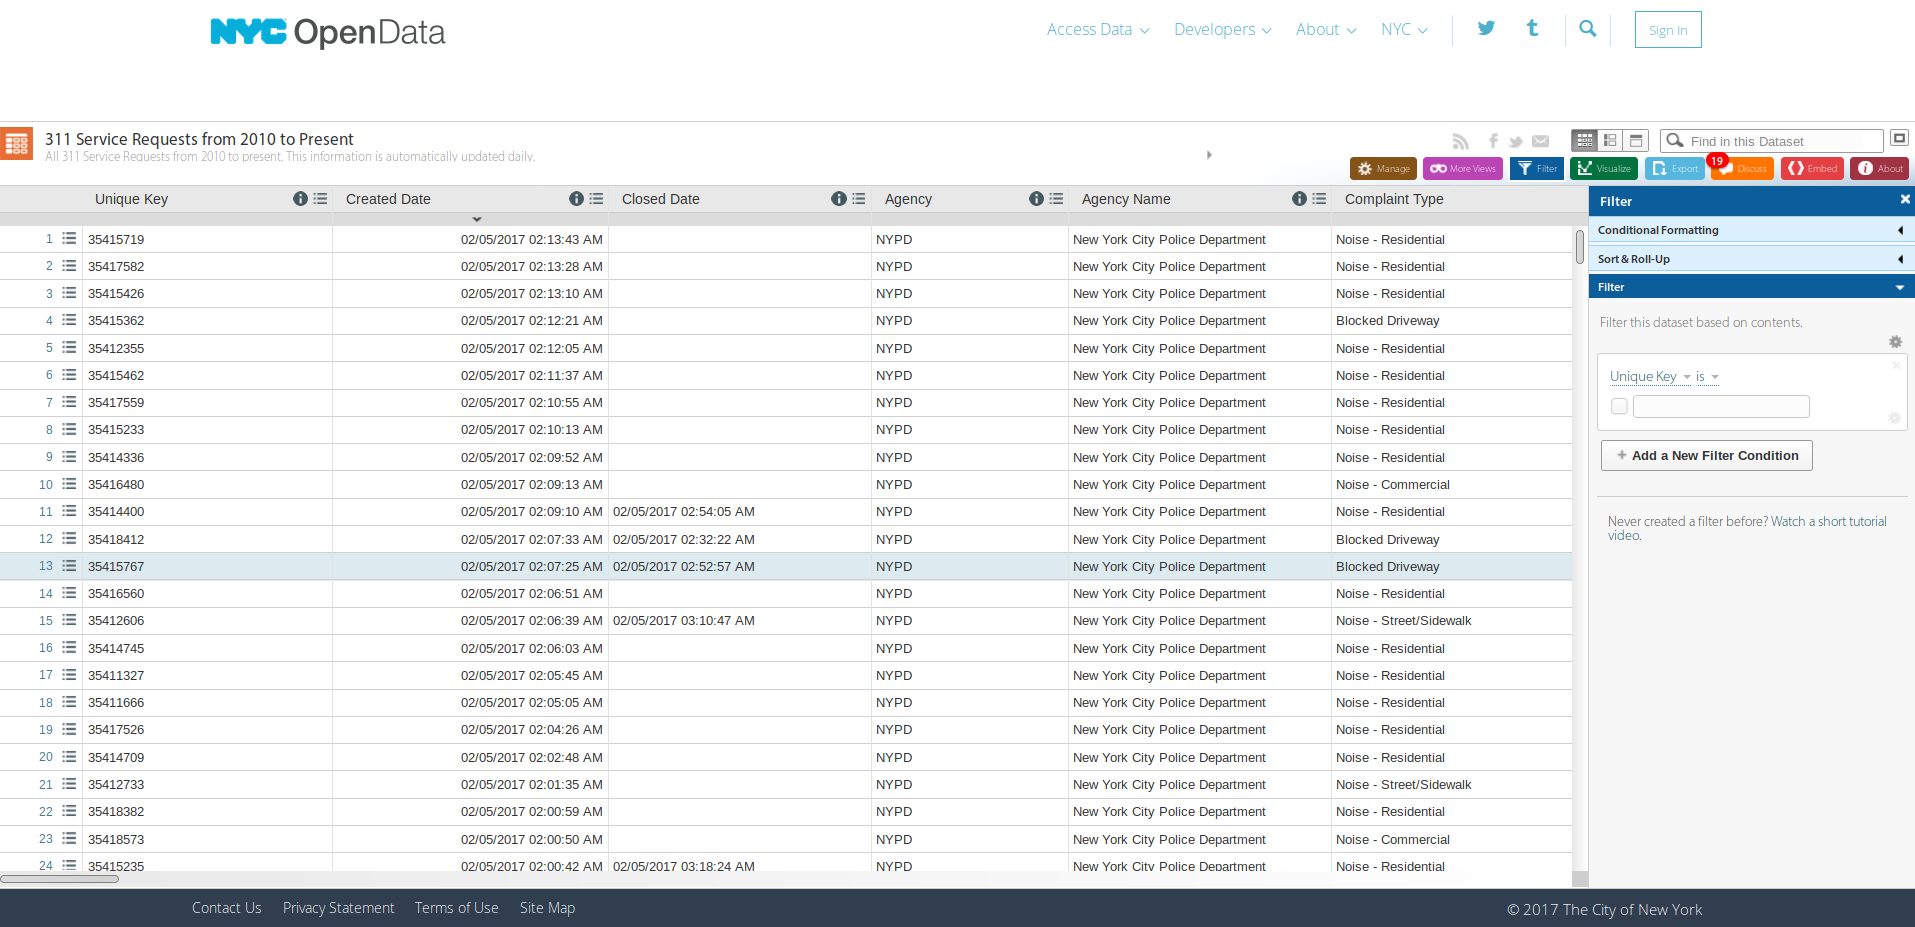 NYC OpenData
Access Data Developers About NYC Sign In
311 Service Requests from 2010 to Present
All 311 Service Requests from 2010 to present. This information is automatically updated daily.
Find in this Dataset
Manage More Views Filter Visualize Export 19 Discuss Embed About
Unique Key Created Date Closed Date Agency Agency Name Complaint Type
1 35415719 02/05/2017 02:13:43 AM NYPD New York City Police Department Noise - Residential
2 35417582 02/05/2017 02:13:28 AM NYPD New York City Police Department Noise - Residential
3 35415426 02/05/2017 02:13:10 AM NYPD New York City Police Department Noise - Residential
4 35415362 02/05/2017 02:12:21 AM NYPD New York City Police Department Blocked Driveway
5 35412355 02/05/2017 02:12:05 AM NYPD New York City Police Department Noise - Residential
6 35415462 02/05/2017 02:11:37 AM NYPD New York City Police Department Noise - Residential
7 35417559 02/05/2017 02:10:55 AM NYPD New York City Police Department Noise - Residential
8 35415233 02/05/2017 02:10:13 AM NYPD New York City Police Department Noise - Residential
9 35414336 02/05/2017 02:09:52 AM NYPD New York City Police Department Noise - Residential
10 35416480 02/05/2017 02:09:13 AM NYPD New York City Police Department Noise - Commercial
11 35414400 02/05/2017 02:09:10 AM 02/05/2017 02:54:05 AM NYPD New York City Police Department Noise - Residential
12 35418412 02/05/2017 02:07:33 AM 02/05/2017 02:32:22 AM NYPD New York City Police Department Blocked Driveway
13 35415767 02/05/2017 02:07:25 AM 02/05/2017 02:52:57 AM NYPD New York City Police Department Blocked Driveway
14 35416560 02/05/2017 02:06:51 AM NYPD New York City Police Department Noise - Residential
15 35412606 02/05/2017 02:06:39 AM 02/05/2017 03:10:47 AM NYPD New York City Police Department Noise - Street/Sidewalk
16 35414745 02/05/2017 02:06:03 AM NYPD New York City Police Department Noise - Residential
17 35411327 02/05/2017 02:05:45 AM NYPD New York City Police Department Noise - Residential
18 35411666 02/05/2017 02:05:05 AM NYPD New York City Police Department Noise - Residential
19 35417526 02/05/2017 02:04:26 AM NYPD New York City Police Department Noise - Residential
20 35414709 02/05/2017 02:02:48 AM NYPD New York City Police Department Noise - Residential
21 35412733 02/05/2017 02:01:35 AM NYPD New York City Police Department Noise - Street/Sidewalk
22 35418382 02/05/2017 02:00:59 AM NYPD New York City Police Department Noise - Residential
23 35418573 02/05/2017 02:00:50 AM NYPD New York City Police Department Noise - Commercial
24 35415235 02/05/2017 02:00:42 AM 02/05/2017 03:18:24 AM NYPD New York City Police Department Noise - Residential
Filter
Conditional Formatting
Sort & Roll-Up
Filter
Filter this dataset based on contents.
Unique Key is
+ Add a New Filter Condition
Never created a filter before? Watch a short tutorial
video.
Contact Us Privacy Statement Terms of Use Site Map © 2017 The City of New York